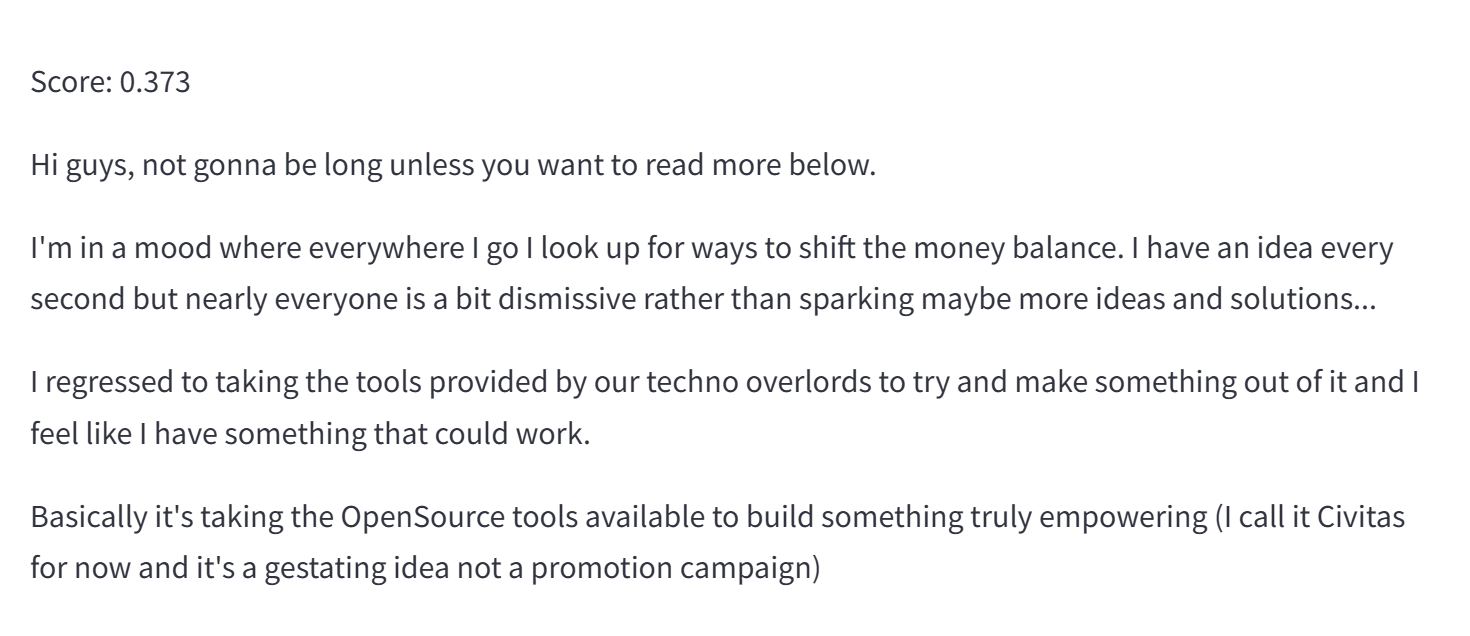 Score: 0.373
Hi guys, not gonna be long unless you want to read more below.
I'm in a mood where everywhere I go I look up for ways to shift the money balance. I have an idea every
second but nearly everyone is a bit dismissive rather than sparking maybe more ideas and solutions...
I regressed to taking the tools provided by our techno overlords to try and make something out of it and I
feel like I have something that could work.
Basically it's taking the OpenSource tools available to build something truly empowering (I call it Civitas
for now and it's a gestating idea not a promotion campaign)